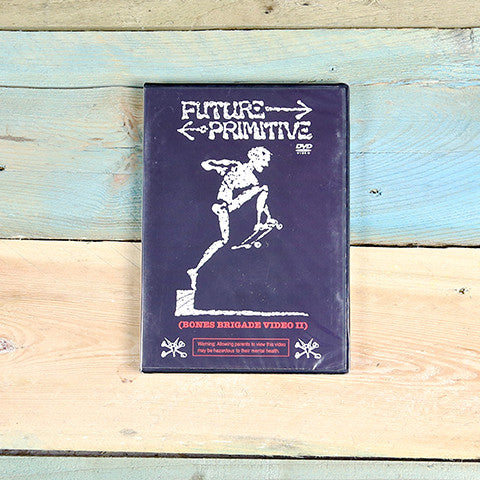 FUTURE
PRIMITIVE
DVD
VIDEO
(BONES BRIGADE VIDEO II)
Warning: Allowing parents to view this video
may be hazardous to their mental health.